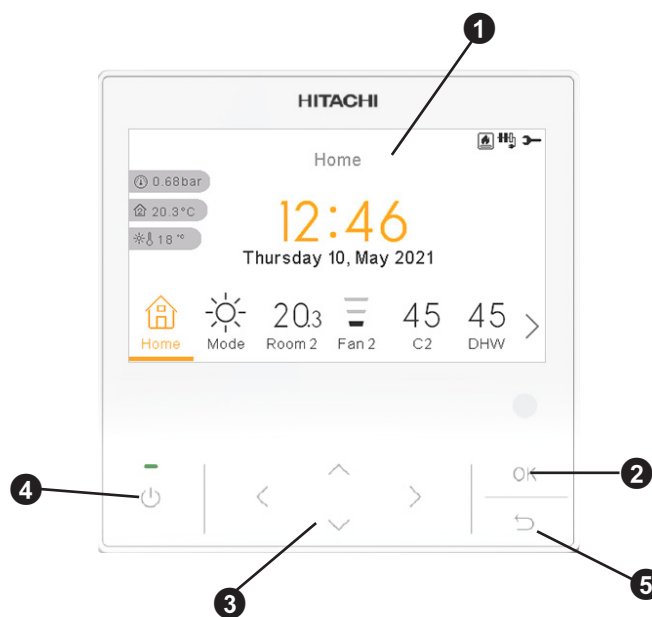 1
HITACHI
Home
0.68bar
20.3°C
18 °C
12:46
Thursday 10, May 2021
20.3 45 45
Home Mode Room 2 Fan 2 C2 DHW
OK
2
4
3
5